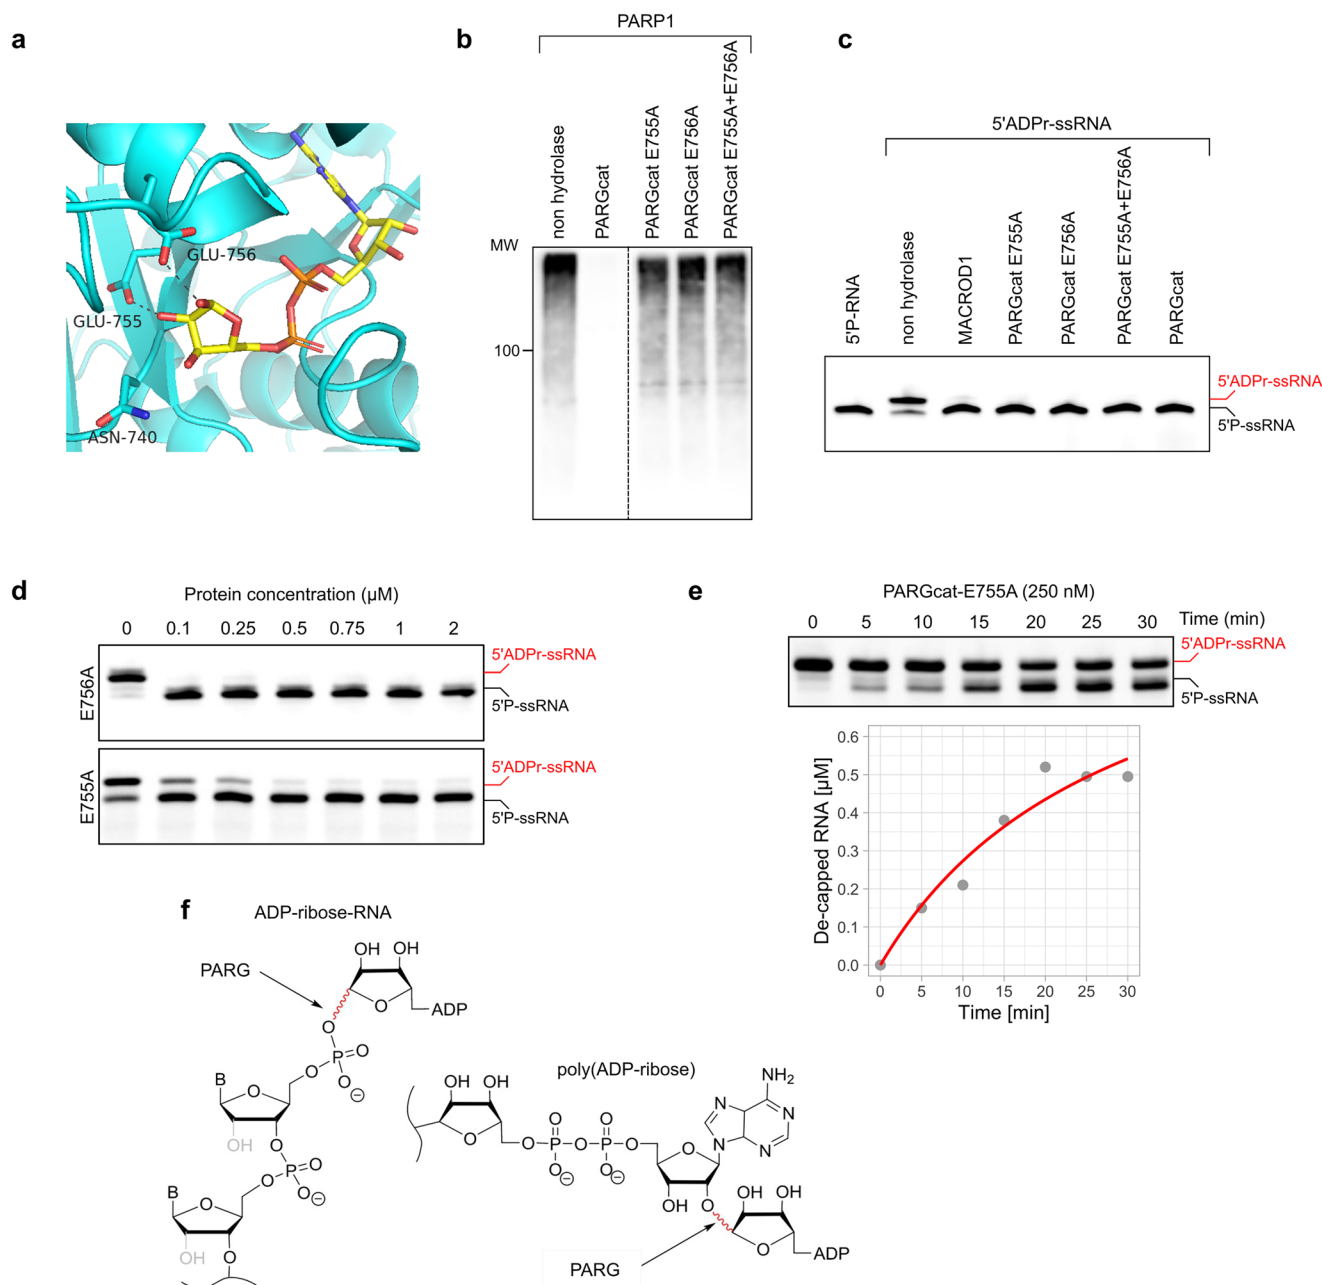 a
GLU-756
GLU-755
ASN-740
b
PARP1
non hydrolase
PARGcat
PARGcat E755A
PARGcat E756A
PARGcat E755A+E756A
MW
100
c
5'ADPr-ssRNA
5'P-RNA
non hydrolase
MACROD1
PARGcat E755A
PARGcat E756A
PARGcat E755A+E756A
PARGcat
5'ADPr-ssRNA
5'P-ssRNA
d
Protein concentration (µM)
0 0.1 0.25 0.5 0.75 1 2
E756A
5'ADPr-ssRNA
5'P-ssRNA
E755A
5'ADPr-ssRNA
5'P-ssRNA
e
PARGcat-E755A (250 nM)
0 5 10 15 20 25 30 Time (min)
5'ADPr-ssRNA
5'P-ssRNA
De-capped RNA [µM]
0.6
0.5
0.4
0.3
0.2
0.1
0.0
0 5 10 15 20 25 30
Time [min]
f
ADP-ribose-RNA
PARG
OH OH
O
ADP
O
P O
O O
⊖
B
O
OH
O
P O
O O
⊖
B
O
OH
O
poly(ADP-ribose)
OH OH
O
O P O P O
O O
O O
⊖ ⊖
NH2
N N
N N
O
OH O
OH OH
O
ADP
PARG